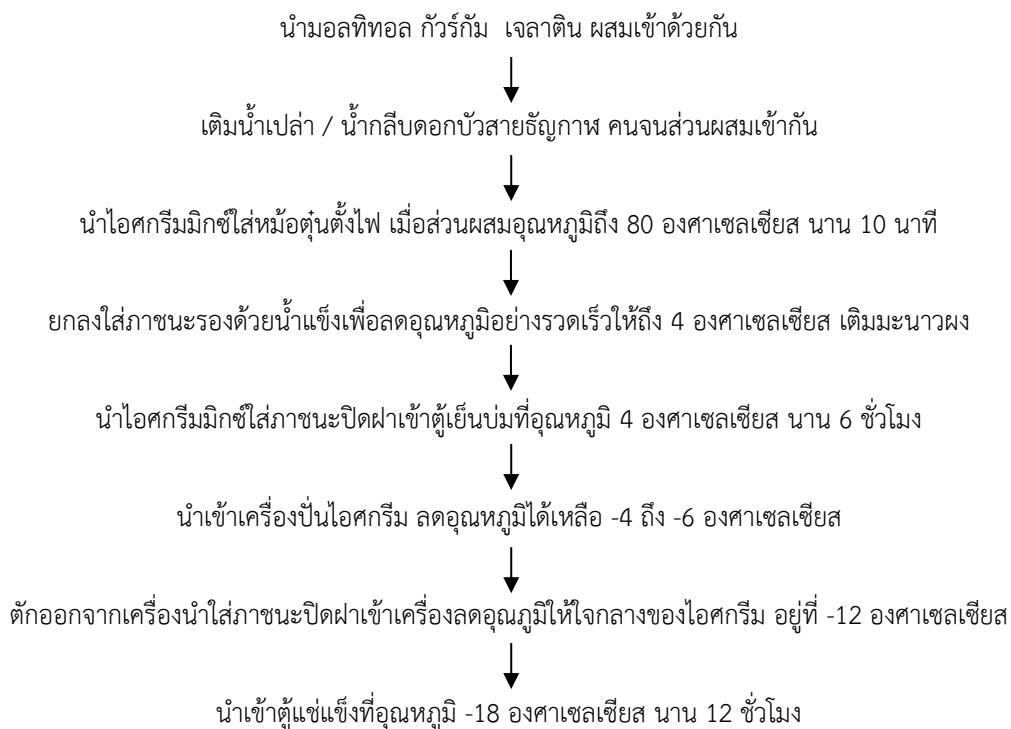 นำมอลทิทอล กัวร์กัม เจลาติน ผสมเข้าด้วยกัน
เติมน้ำเปล่า / น้ำกลีบดอกบัวสายธัญกาฬ คนจนส่วนผสมเข้ากัน
นำไอศกรีมมิกซ์ใส่หม้อตุ๋นตั้งไฟ เมื่อส่วนผสมอุณหภูมิถึง 80 องศาเซลเซียส นาน 10 นาที
ยกลงใส่ภาชนะรองด้วยน้ำแข็งเพื่อลดอุณหภูมิอย่างรวดเร็วให้ถึง 4 องศาเซลเซียส เติมมะนาวผง
นำไอศกรีมมิกซ์ใส่ภาชนะปิดฝาเข้าตู้เย็นบ่มที่อุณหภูมิ 4 องศาเซลเซียส นาน 6 ชั่วโมง
นำเข้าเครื่องปั่นไอศกรีม ลดอุณหภูมิได้เหลือ -4 ถึง -6 องศาเซลเซียส
ตักออกจากเครื่องนำใส่ภาชนะปิดฝาเข้าเครื่องลดอุณภูมิให้ใจกลางของไอศกรีม อยู่ที่ -12 องศาเซลเซียส
นำเข้าตู้แช่แข็งที่อุณหภูมิ -18 องศาเซลเซียส นาน 12 ชั่วโมง